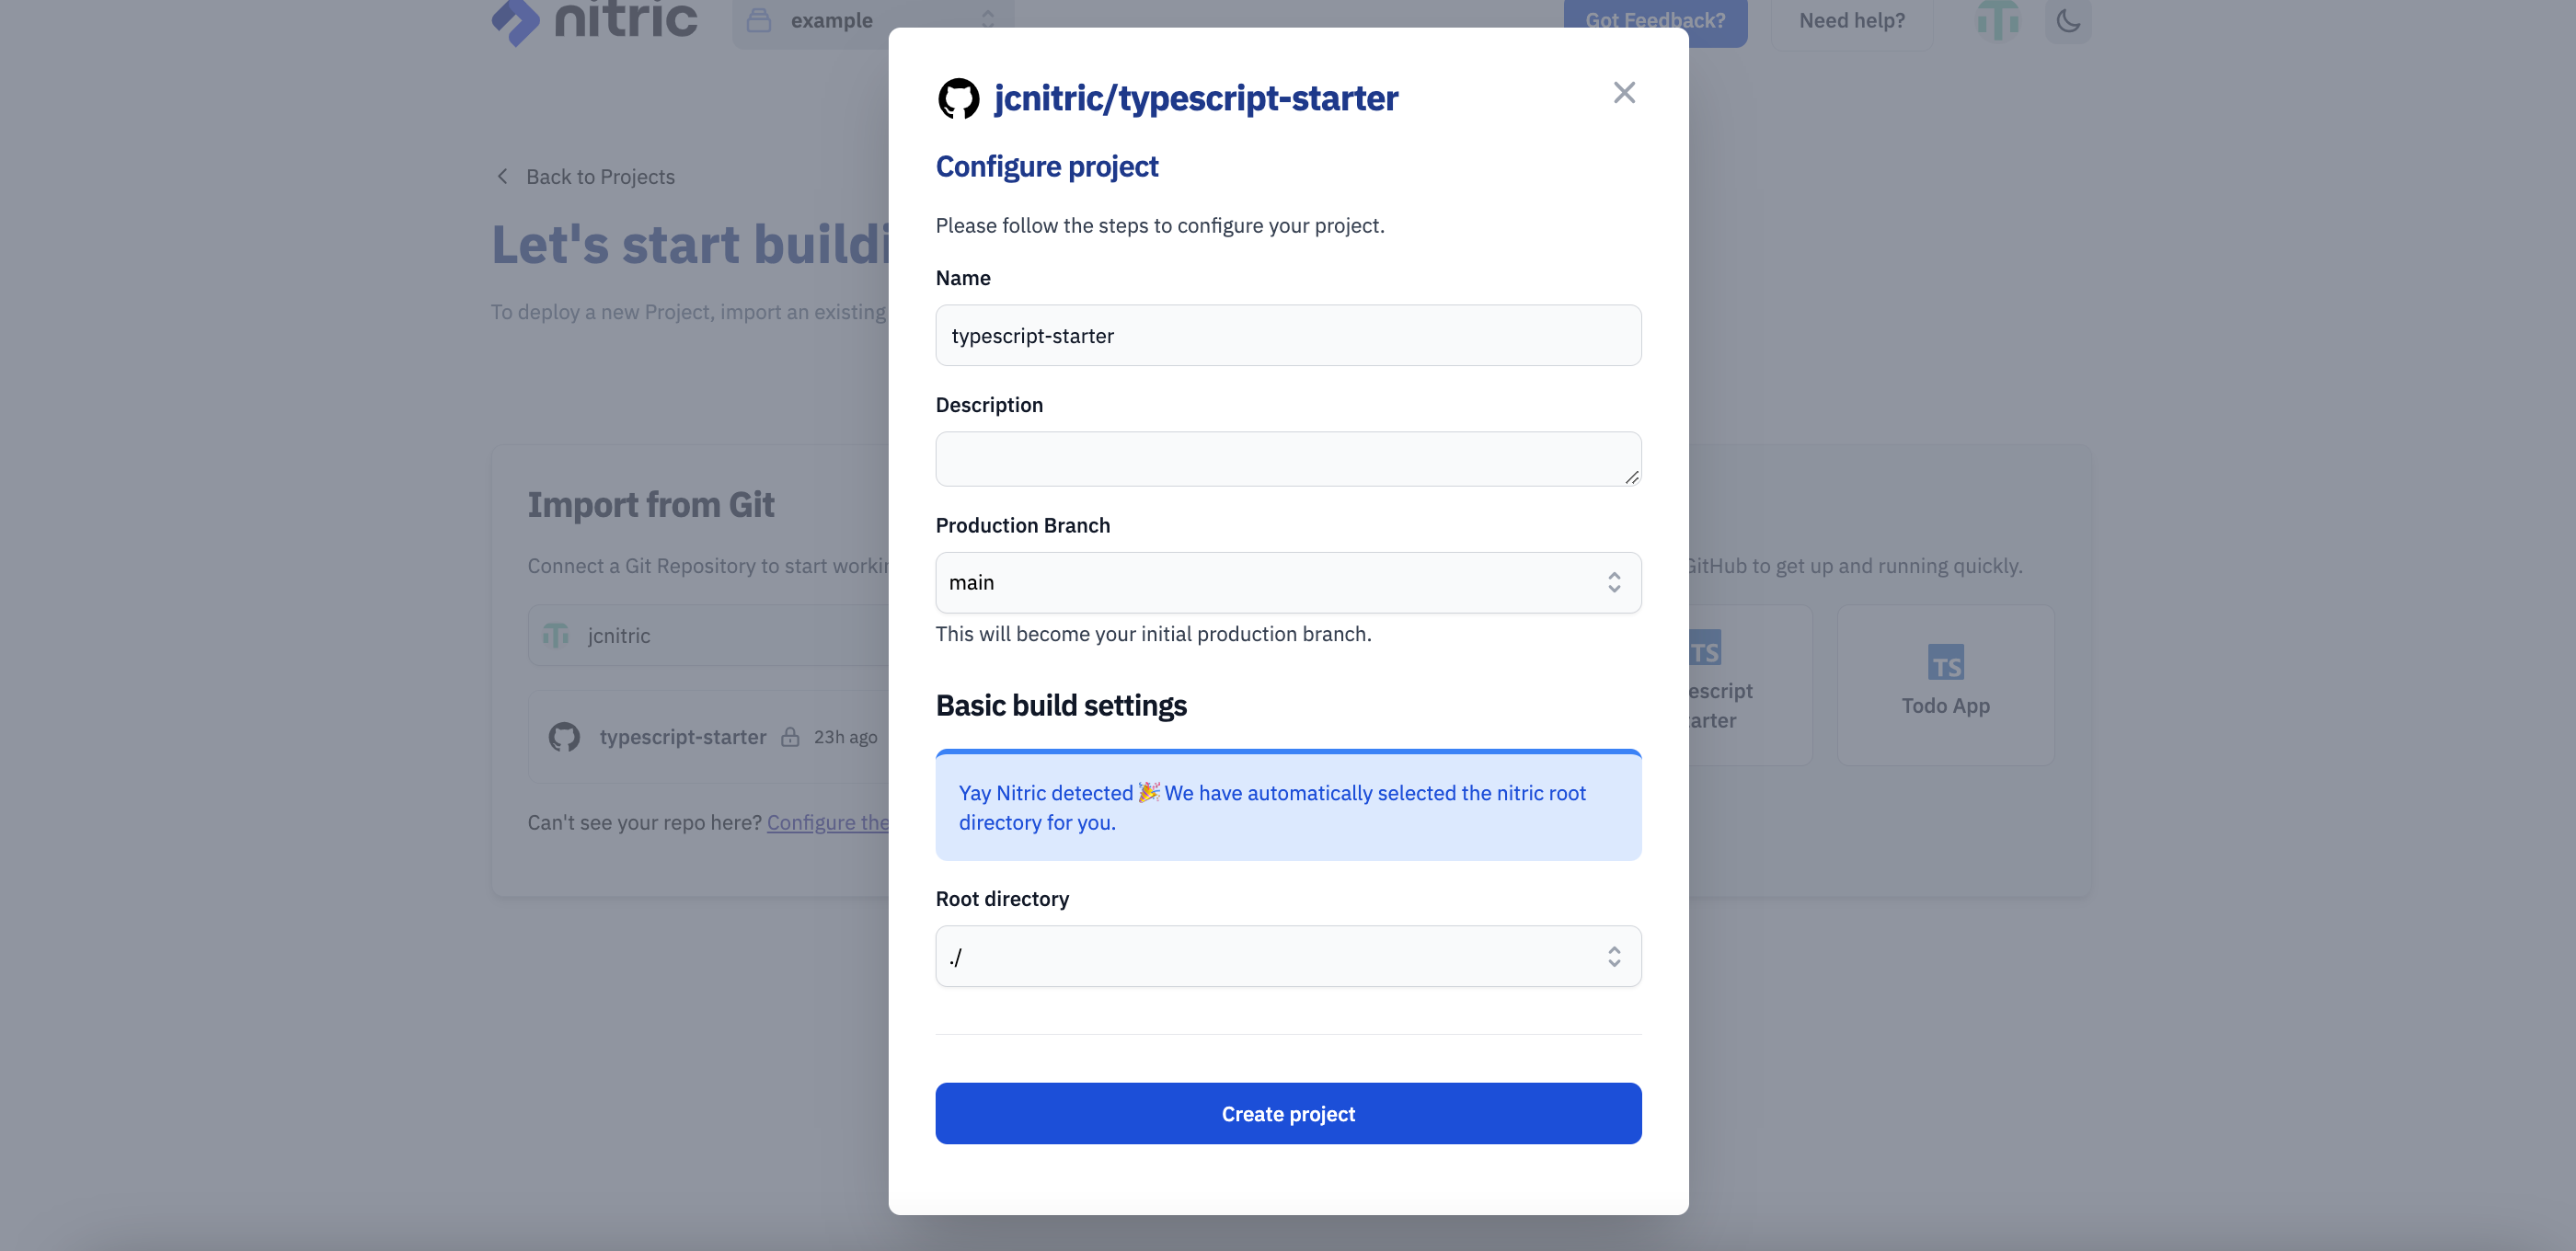 nitric
example
Got Feedback?
Need help?
Back to Projects
Let's start buildi
To deploy a new Project, import an existing
Import from Git
Connect a Git Repository to start workin
jcnitric
typescript-starter 23h ago
Can't see your repo here? Configure the
jcnitric/typescript-starter
Configure project
Please follow the steps to configure your project.
Name
typescript-starter
Description
Production Branch
main
This will become your initial production branch.
Basic build settings
Yay Nitric detected 🎉 We have automatically selected the nitric root
directory for you.
Root directory
./
Create project
GitHub to get up and running quickly.
TS
escript
arter
TS
Todo App